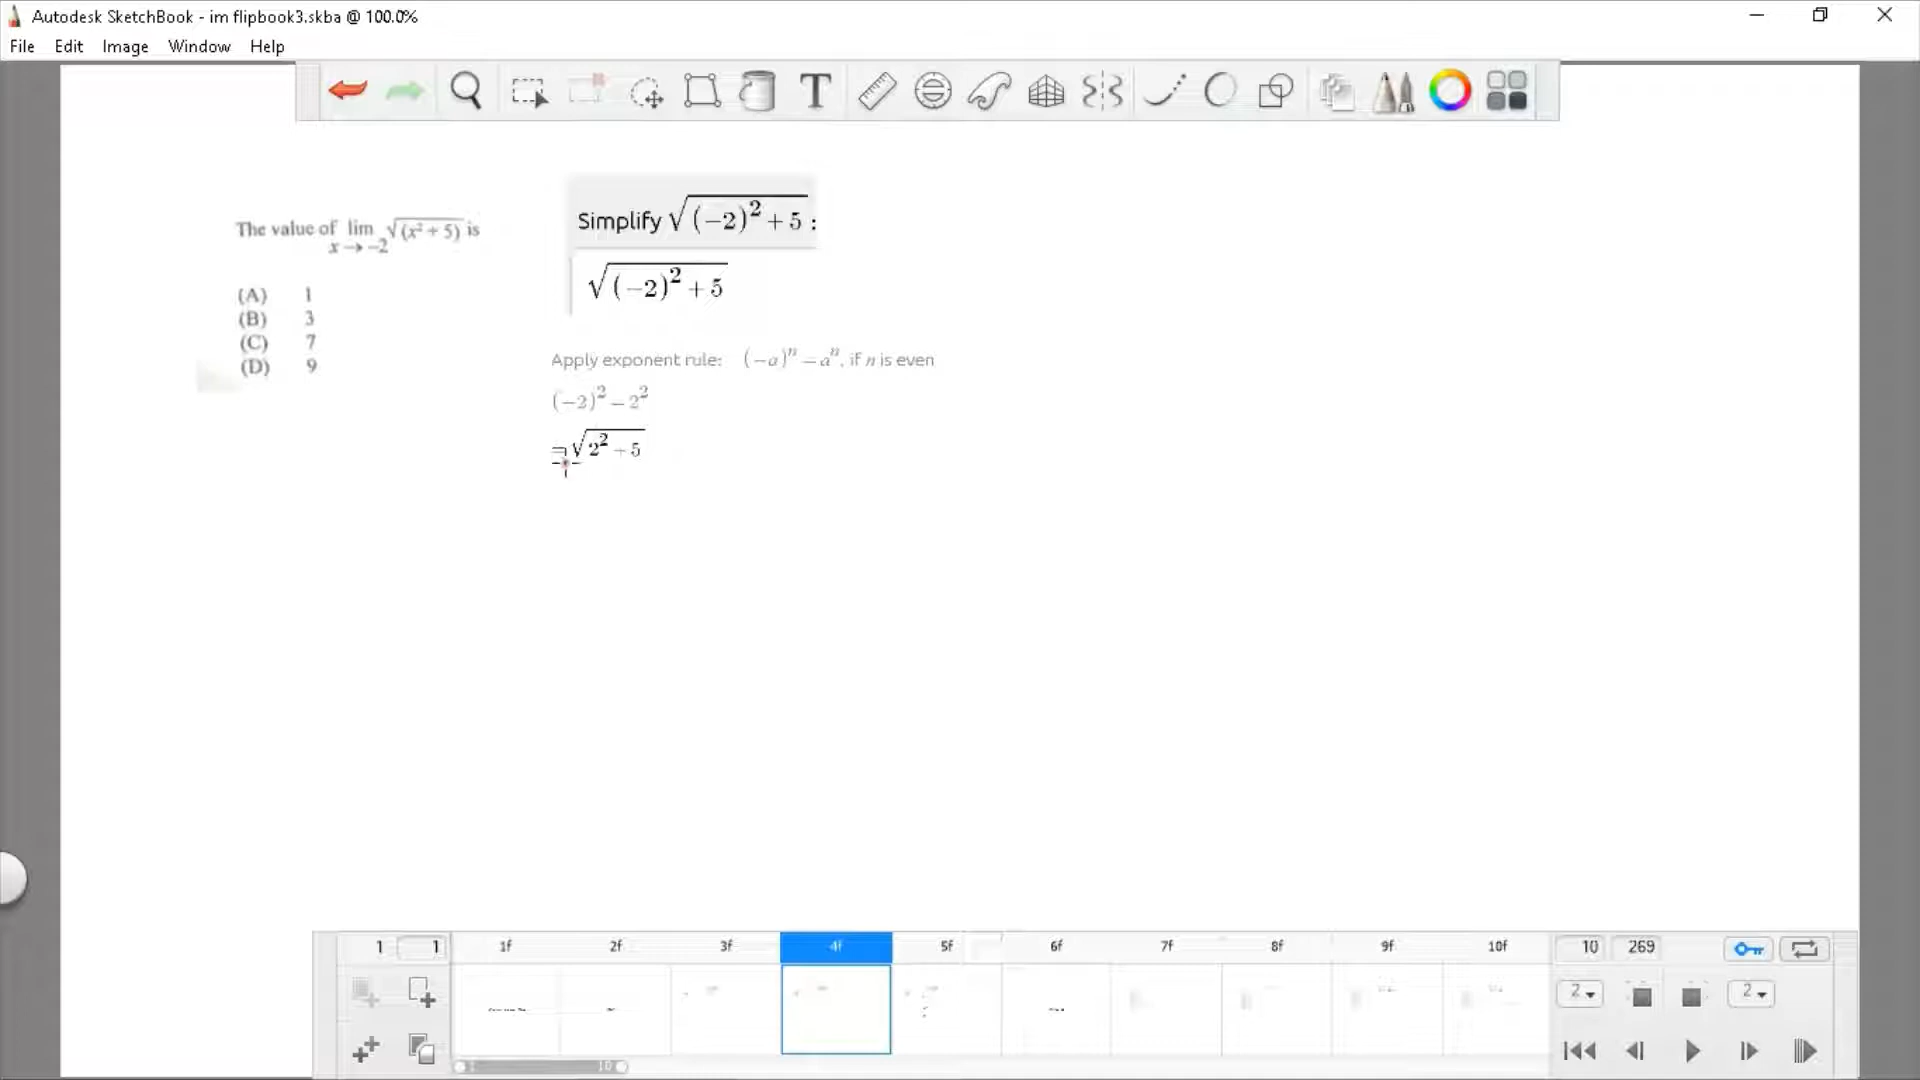 Autodesk SketchBook - im flipbook3.skba @ 100.0%
File Edit Image Window Help
T
The value of lim √(x² + 5) is
x → -2
(A) 1
(B) 3
(C) 7
(D) 9
Simplify √((−2)² + 5) :
√((−2)² + 5)
Apply exponent rule: (−a)ⁿ = aⁿ, if n is even
(−2)² = 2²
= √(2² + 5)
1 1 1f 2f 3f 4f 5f 6f 7f 8f 9f 10f 10 269
2 2
1 10